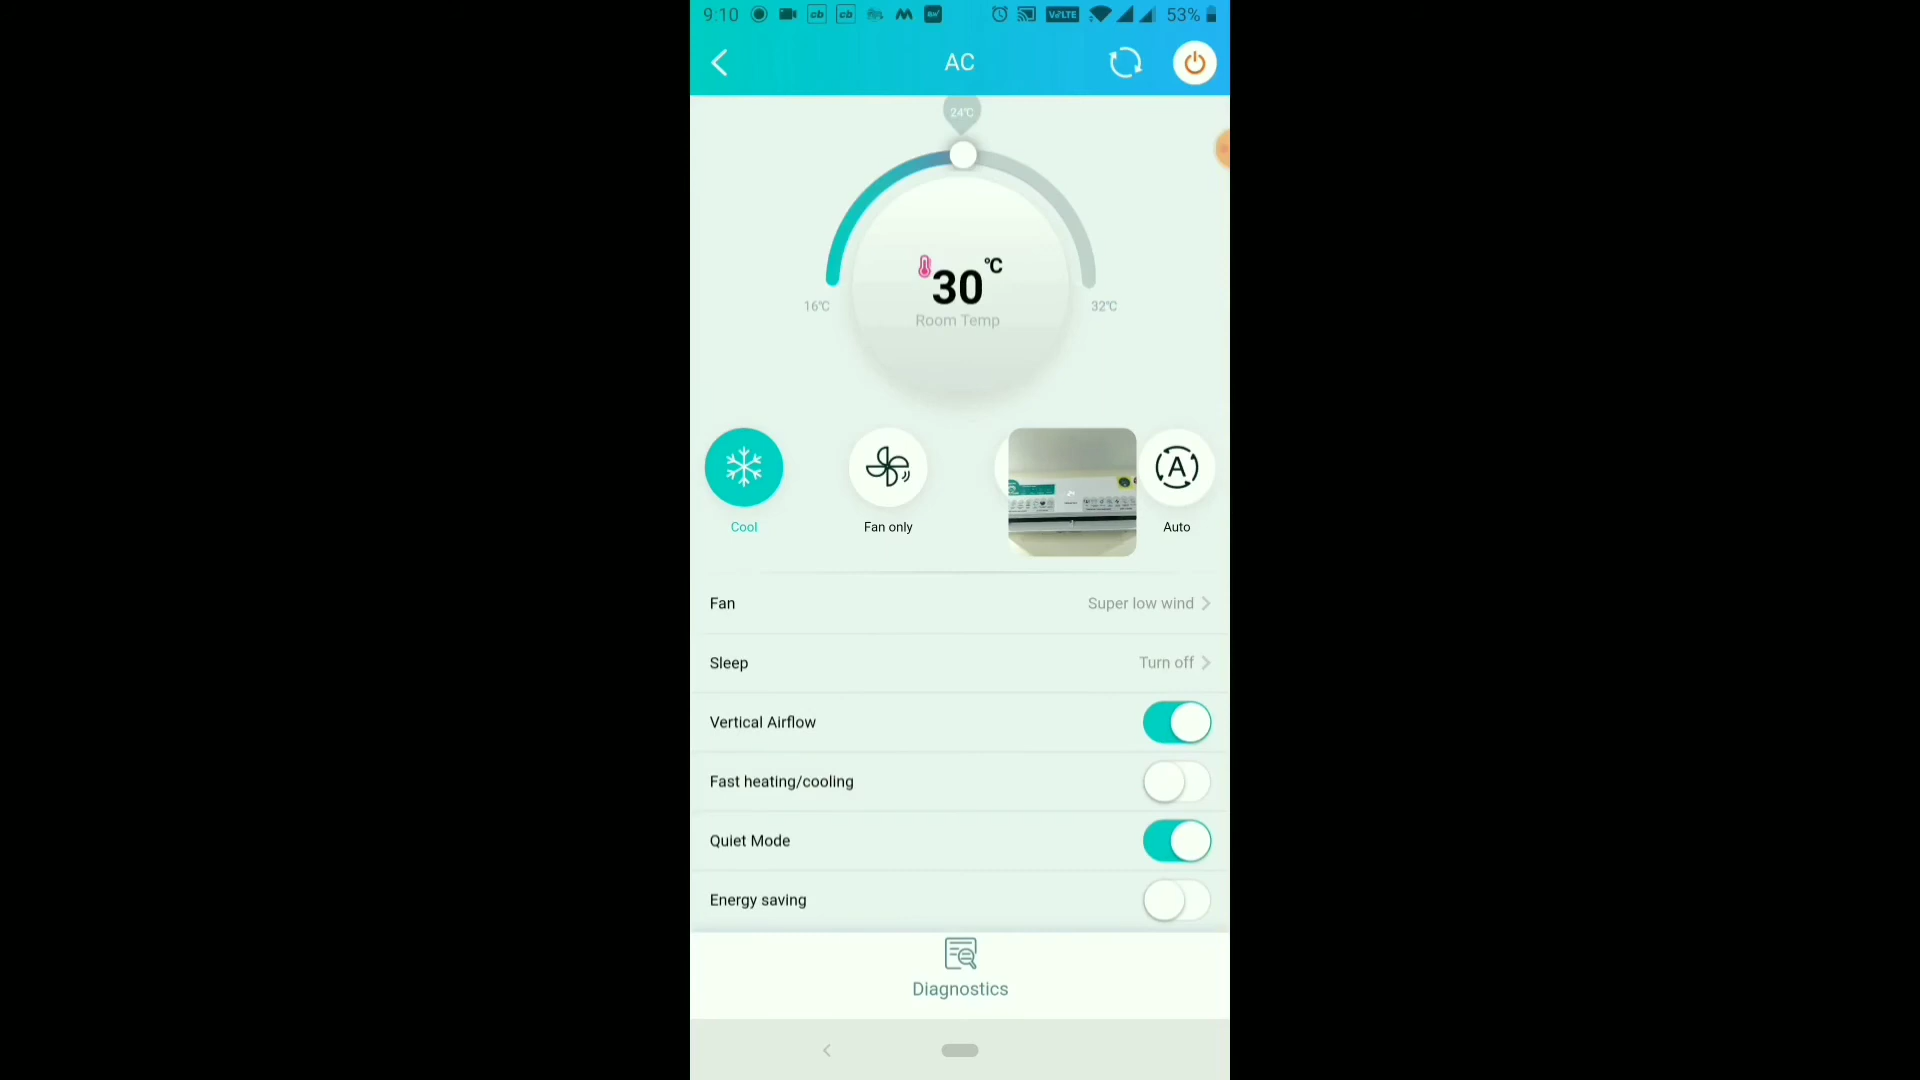 9:10 VoLTE 53%
AC
24°C
30°C
16°C 32°C
Room Temp
A
Cool Fan only Auto
Fan Super low wind
Sleep Turn off
Vertical Airflow
Fast heating/cooling
Quiet Mode
Energy saving
Diagnostics